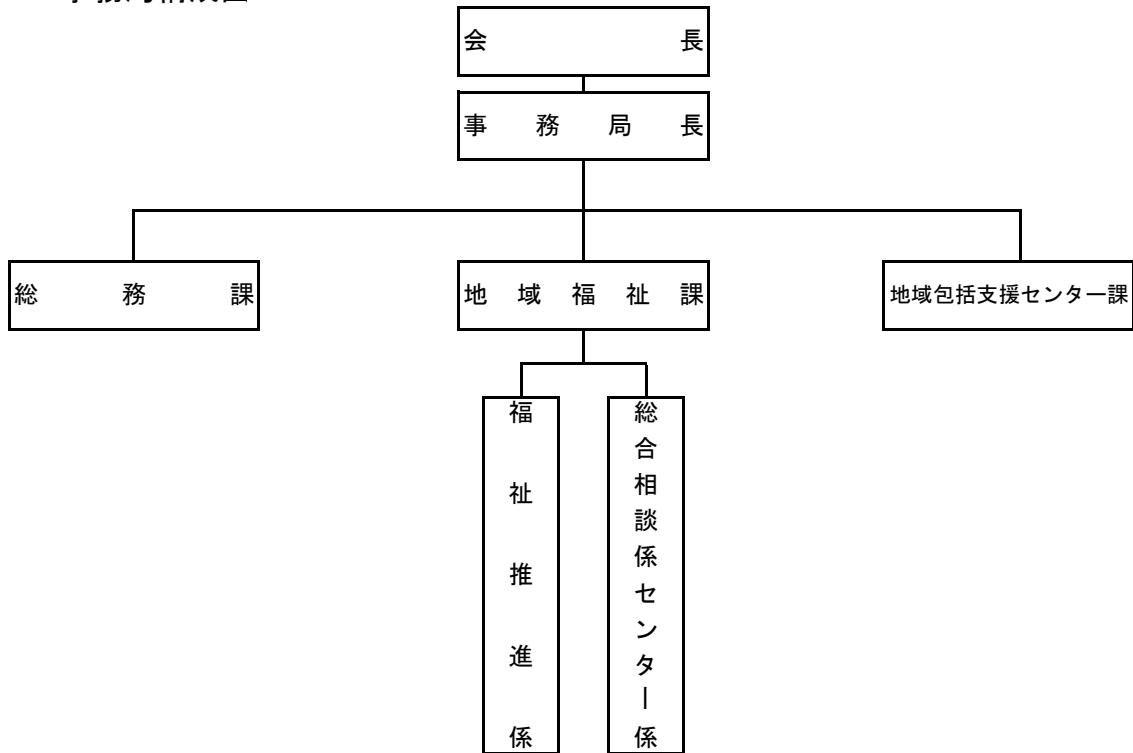 会長
事務局長
総務課
地域福祉課
地域包括支援センター課
福祉推進係
総合相談係センター係